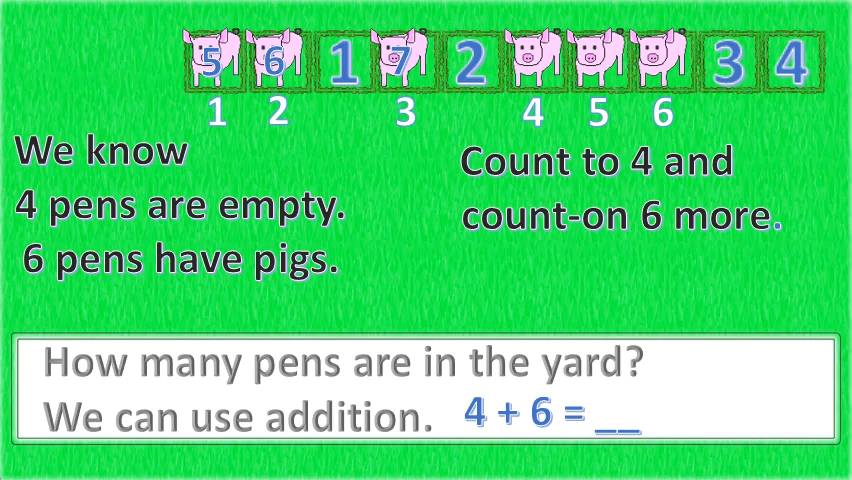 5 6 1 7 2 3 4
1 2 3 4 5 6
We know
4 pens are empty.
6 pens have pigs.
Count to 4 and
count-on 6 more.
How many pens are in the yard?
We can use addition. 4 + 6 = __